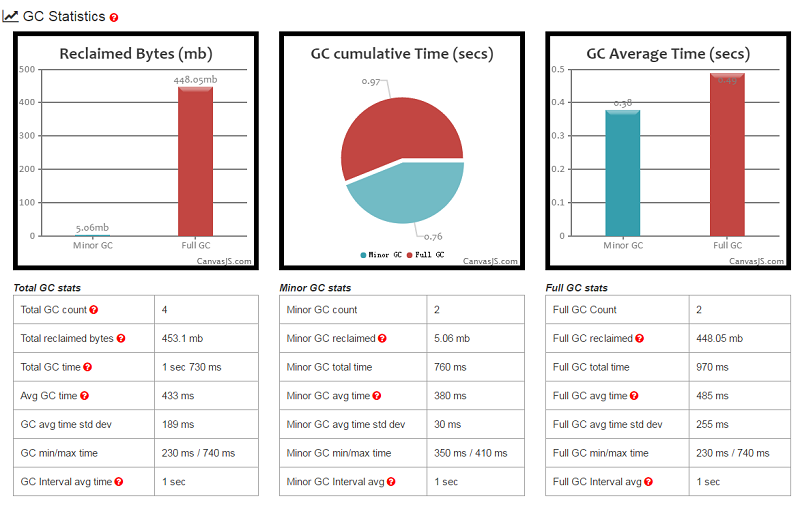 GC Statistics
Reclaimed Bytes (mb)
500
400
300
200
100
0
5.06mb
448.05mb
Minor GC
Full GC
CanvasJS.com
GC cumulative Time (secs)
0.97
0.76
Minor GC
Full GC
CanvasJS.com
GC Average Time (secs)
0.5
0.4
0.3
0.2
0.1
0
0.38
Minor GC
Full GC
CanvasJS.com
Total GC stats
Total GC count 4
Total reclaimed bytes 453.1 mb
Total GC time 1 sec 730 ms
Avg GC time 433 ms
GC avg time std dev 189 ms
GC min/max time 230 ms / 740 ms
GC Interval avg time 1 sec
Minor GC stats
Minor GC count 2
Minor GC reclaimed 5.06 mb
Minor GC total time 760 ms
Minor GC avg time 380 ms
Minor GC avg time std dev 30 ms
Minor GC min/max time 350 ms / 410 ms
Minor GC Interval avg 1 sec
Full GC stats
Full GC Count 2
Full GC reclaimed 448.05 mb
Full GC total time 970 ms
Full GC avg time 485 ms
Full GC avg time std dev 255 ms
Full GC min/max time 230 ms / 740 ms
Full GC Interval avg 1 sec